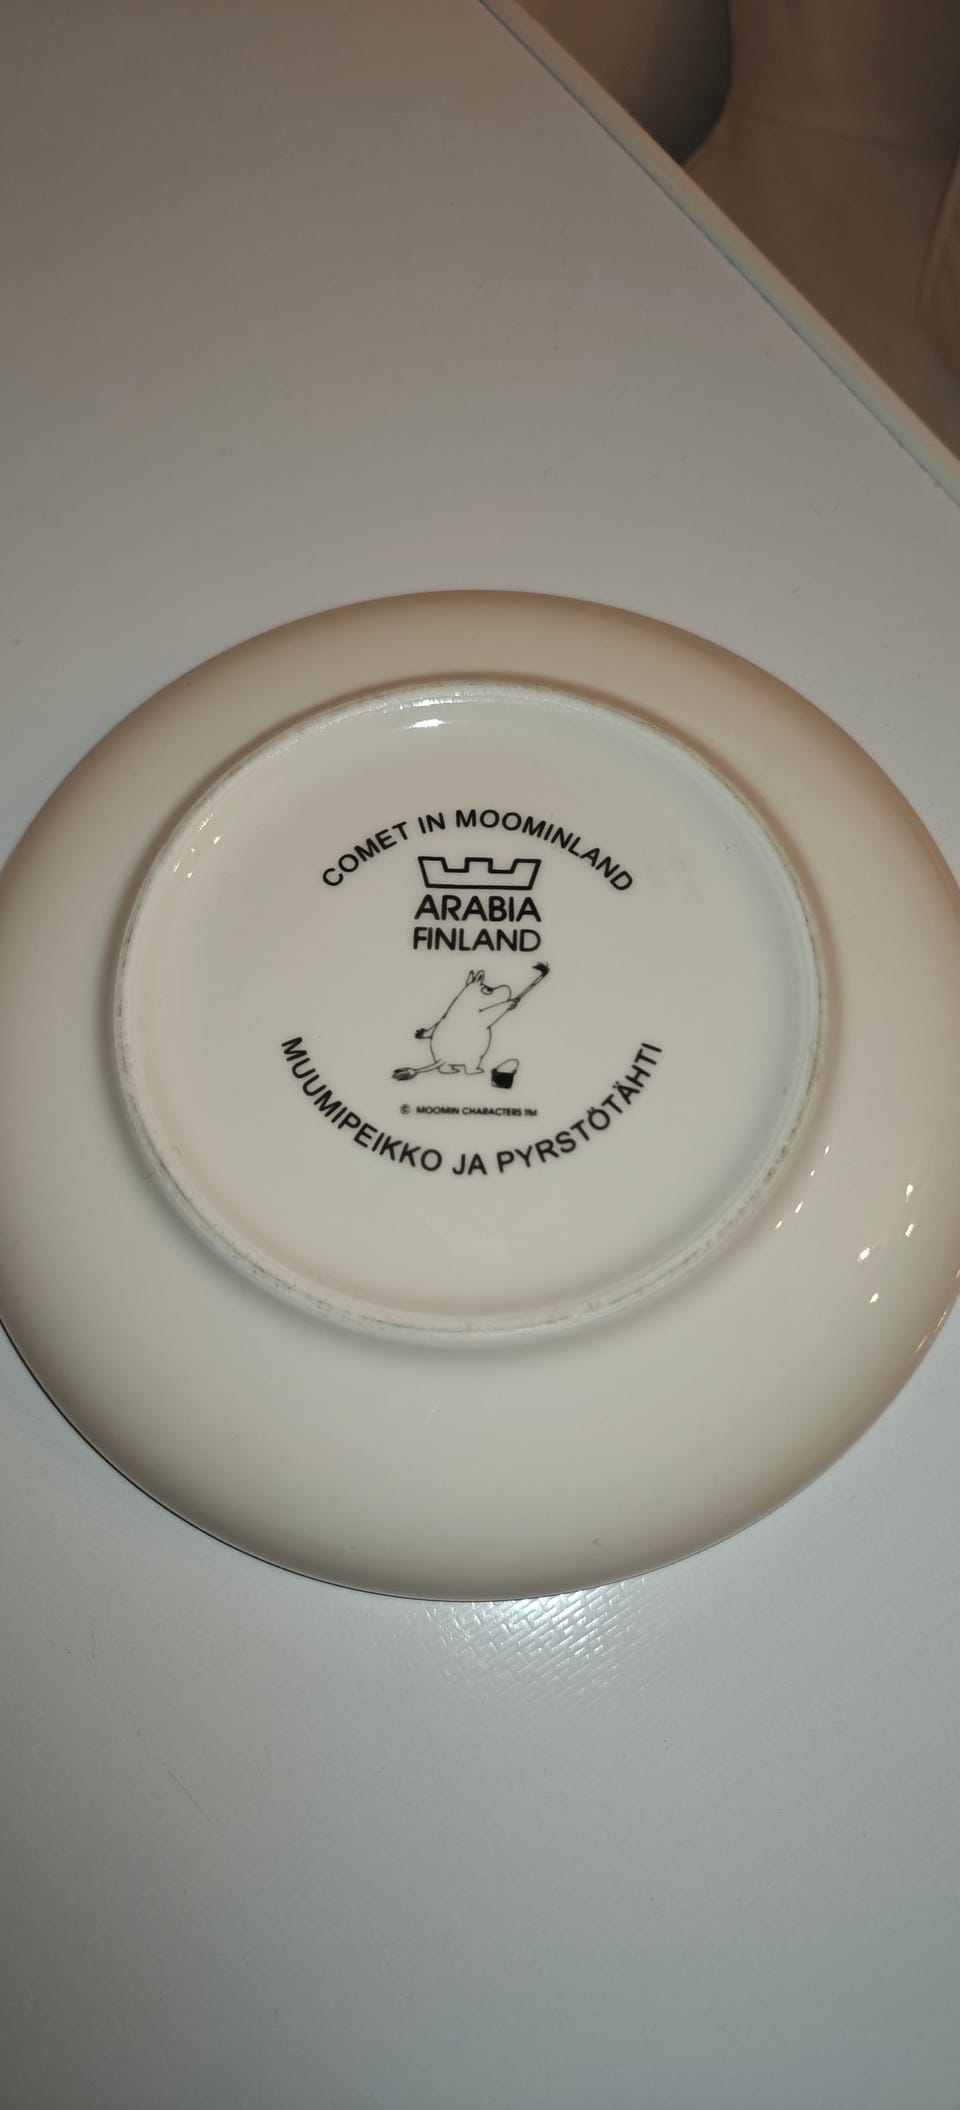 COMET IN MOOMINLAND
ARABIA
FINLAND
© MOOMIN CHARACTERS TM
MUUMIPEIKKO JA PYRSTÖTÄHTI